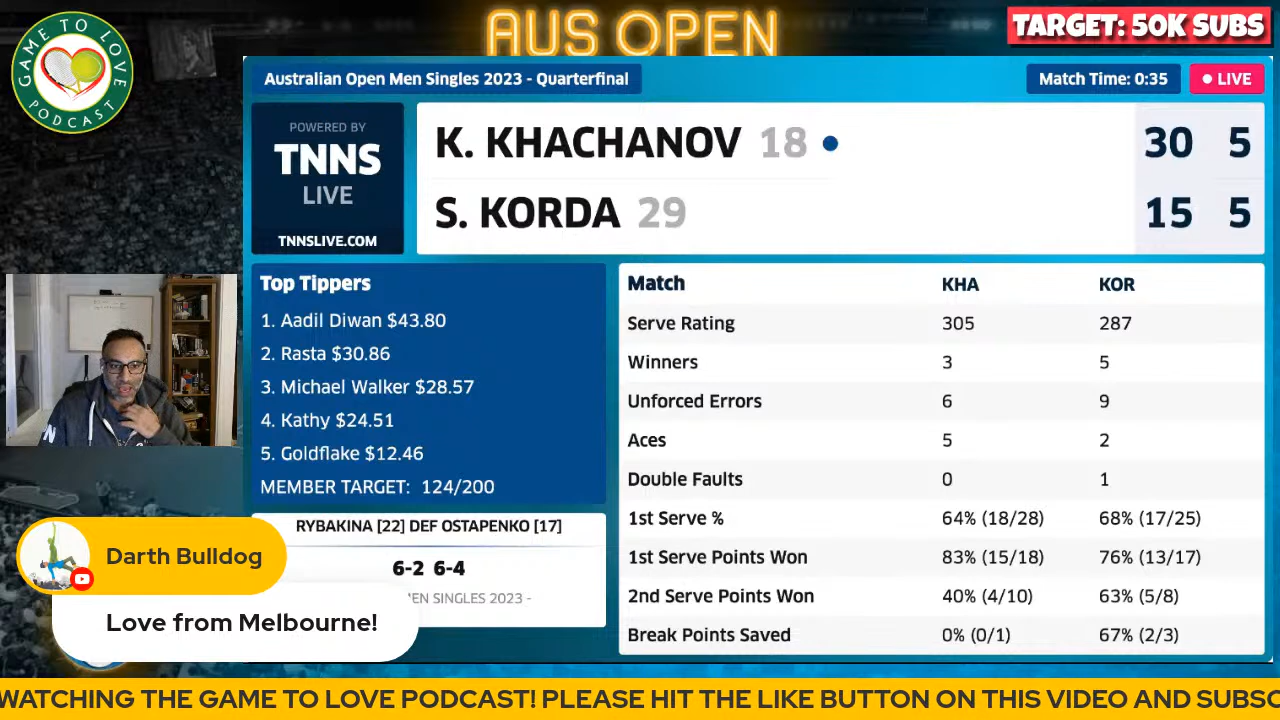 GAME TO LOVE
PODCAST
AUS OPEN
TARGET: 50K SUBS
Australian Open Men Singles 2023 - Quarterfinal
Match Time: 0:35
LIVE
POWERED BY
TNNS
LIVE
TNNSLIVE.COM
K. KHACHANOV 18 30 5
S. KORDA 29 15 5
Top Tippers
1. Aadil Diwan $43.80
2. Rasta $30.86
3. Michael Walker $28.57
4. Kathy $24.51
5. Goldflake $12.46
MEMBER TARGET: 124/200
RYBAKINA [22] DEF OSTAPENKO [17]
6-2 6-4
EN SINGLES 2023 -
Match KHA KOR
Serve Rating 305 287
Winners 3 5
Unforced Errors 6 9
Aces 5 2
Double Faults 0 1
1st Serve % 64% (18/28) 68% (17/25)
1st Serve Points Won 83% (15/18) 76% (13/17)
2nd Serve Points Won 40% (4/10) 63% (5/8)
Break Points Saved 0% (0/1) 67% (2/3)
Darth Bulldog
Love from Melbourne!
WATCHING THE GAME TO LOVE PODCAST! PLEASE HIT THE LIKE BUTTON ON THIS VIDEO AND SUBSC